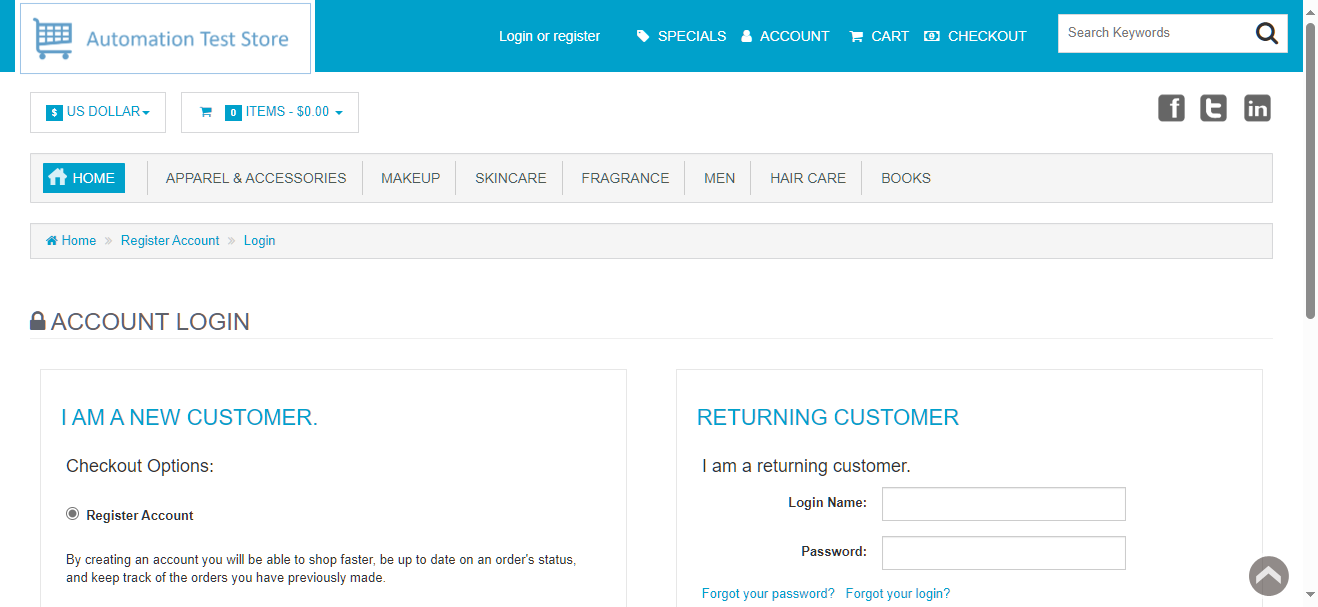 Automation Test Store
Login or register SPECIALS ACCOUNT CART CHECKOUT
Search Keywords
$ US DOLLAR
0 ITEMS - $0.00
HOME APPAREL & ACCESSORIES MAKEUP SKINCARE FRAGRANCE MEN HAIR CARE BOOKS
Home » Register Account » Login
ACCOUNT LOGIN
I AM A NEW CUSTOMER.
Checkout Options:
Register Account
By creating an account you will be able to shop faster, be up to date on an order's status,
and keep track of the orders you have previously made.
RETURNING CUSTOMER
I am a returning customer.
Login Name:
Password:
Forgot your password? Forgot your login?